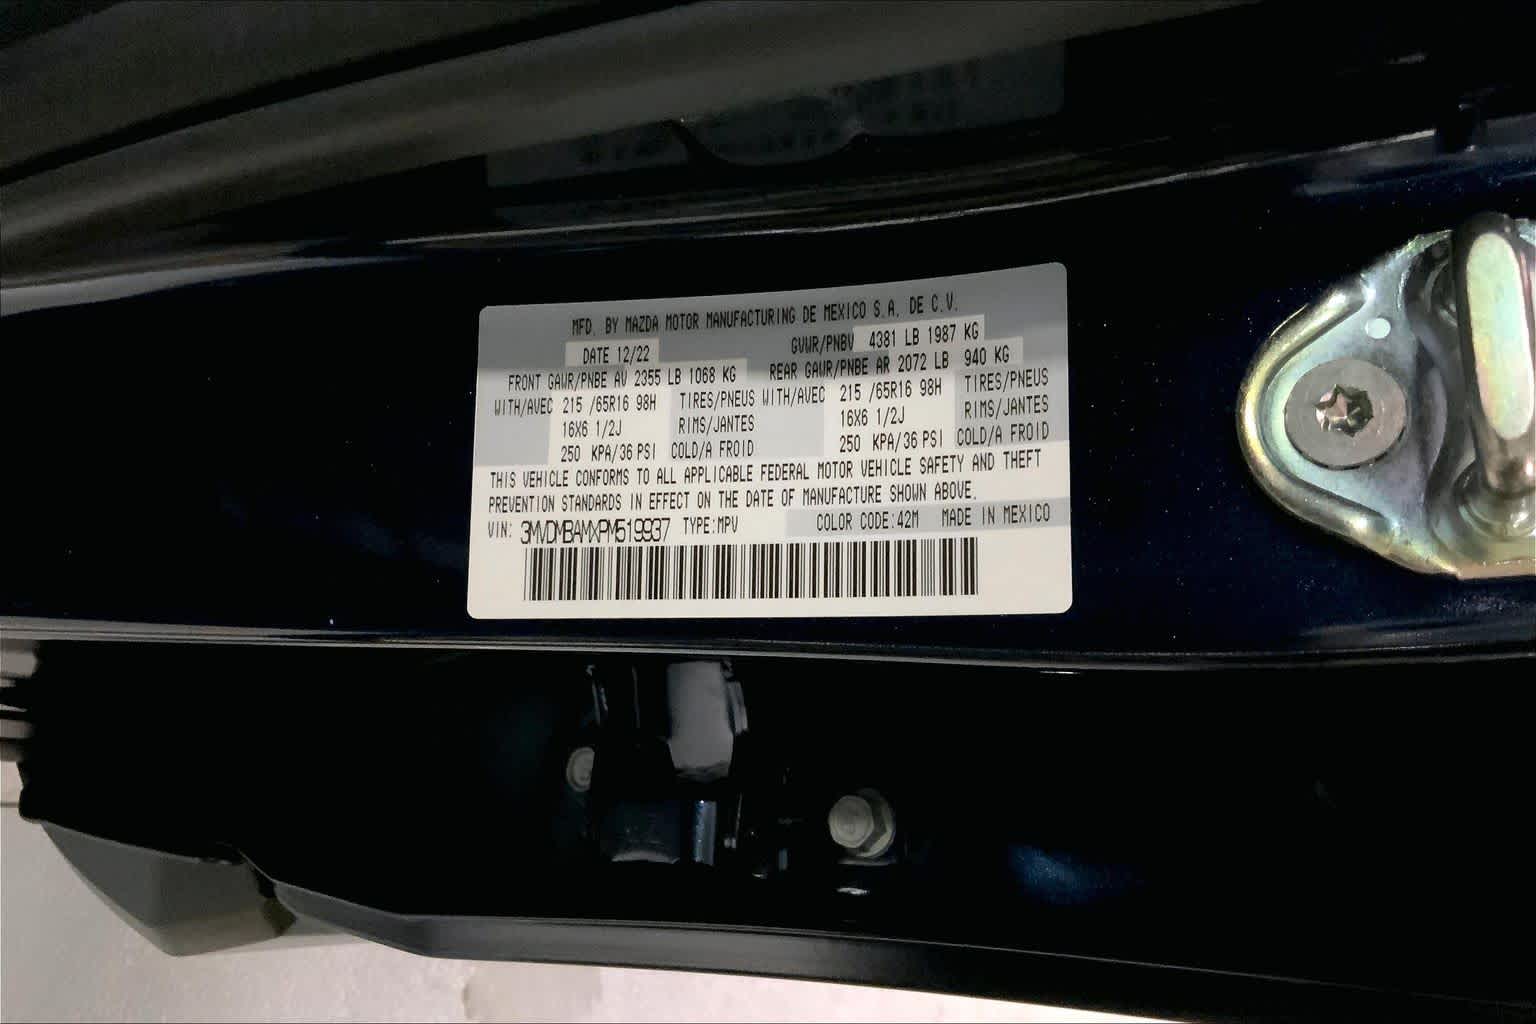 MFD. BY MAZDA MOTOR MANUFACTURING DE MEXICO S.A. DE C.V.
DATE 12/22 GVWR/PNBV 4381 LB 1987 KG
FRONT GAWR/PNBE AV 2355 LB 1068 KG REAR GAWR/PNBE AR 2072 LB 940 KG
WITH/AVEC 215 /65R16 98H TIRES/PNEUS WITH/AVEC 215 /65R16 98H TIRES/PNEUS
16X6 1/2J RIMS/JANTES 16X6 1/2J RIMS/JANTES
250 KPA/36 PSI COLD/A FROID 250 KPA/36 PSI COLD/A FROID
THIS VEHICLE CONFORMS TO ALL APPLICABLE FEDERAL MOTOR VEHICLE SAFETY AND THEFT
PREVENTION STANDARDS IN EFFECT ON THE DATE OF MANUFACTURE SHOWN ABOVE.
VIN: 3MVDMBAMXPM519937 TYPE:MPV COLOR CODE:42M MADE IN MEXICO